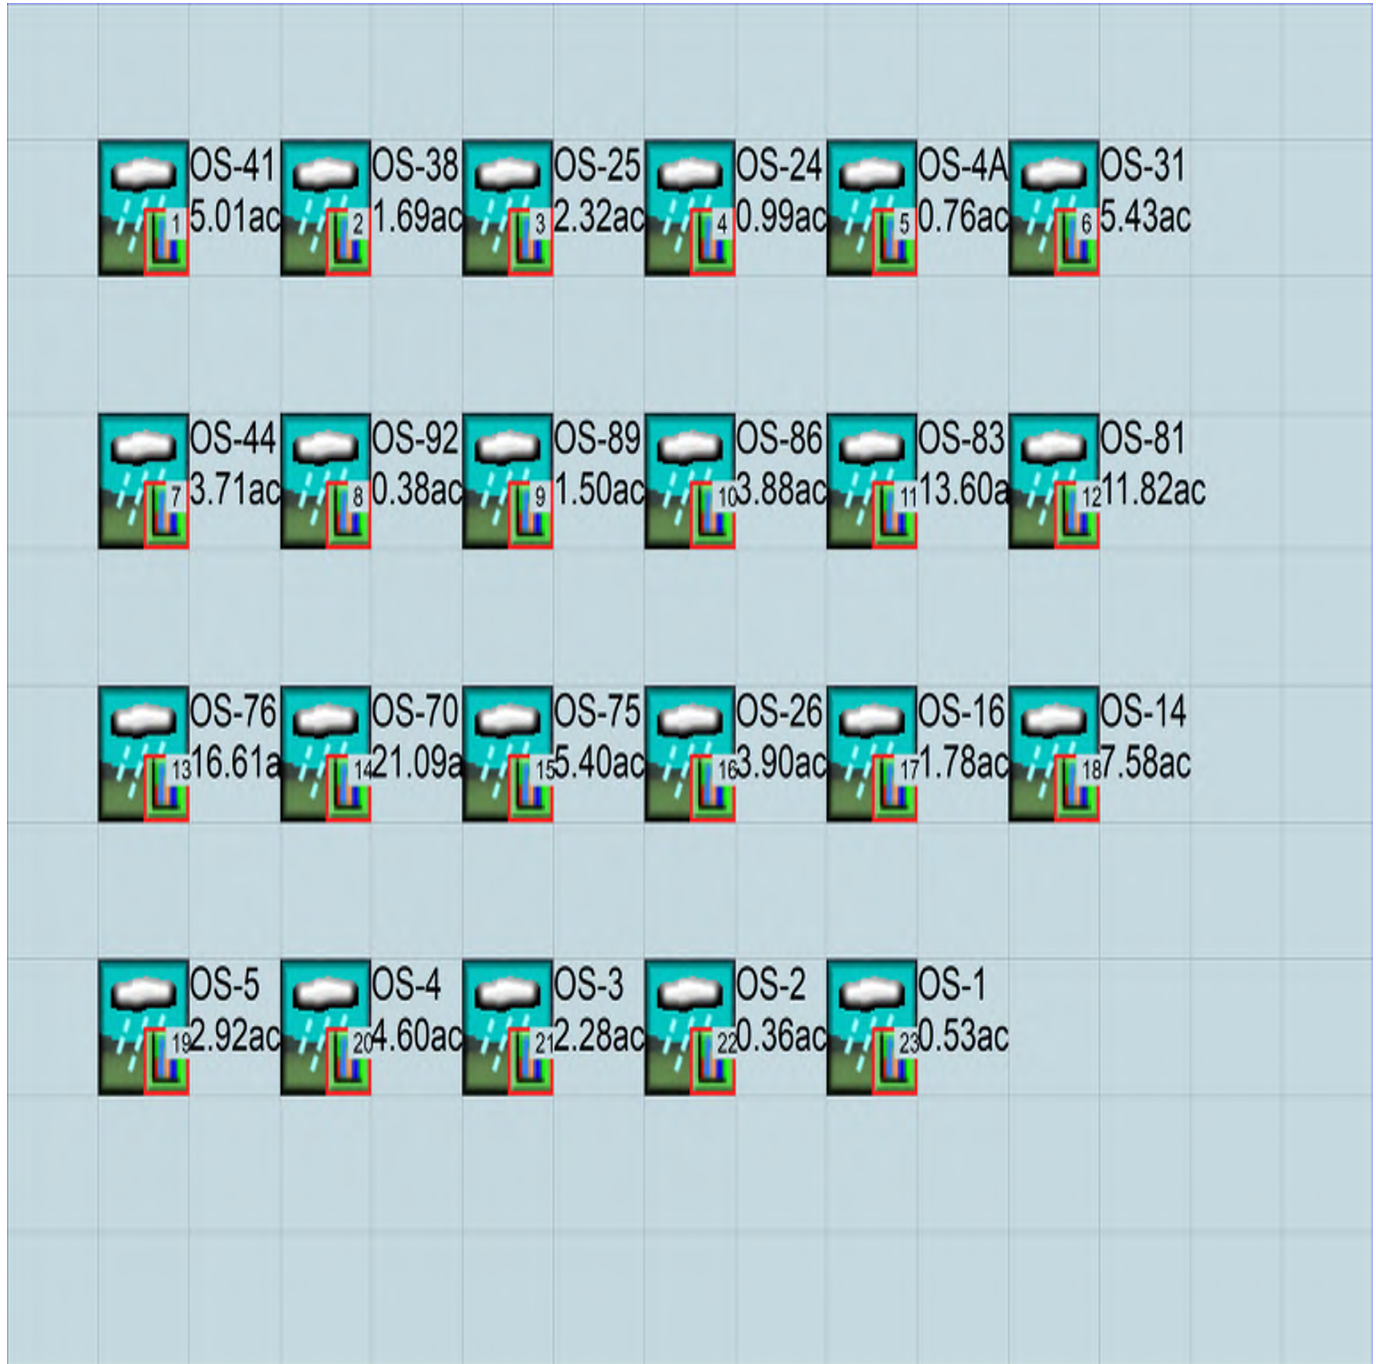 OS-41 OS-38 OS-25 OS-24 OS-4A OS-31
1 5.01ac 2 1.69ac 3 2.32ac 4 0.99ac 5 0.76ac 6 5.43ac
OS-44 OS-92 OS-89 OS-86 OS-83 OS-81
7 3.71ac 8 0.38ac 9 1.50ac 10 3.88ac 11 13.60a 12 11.82ac
OS-76 OS-70 OS-75 OS-26 OS-16 OS-14
13 16.61a 14 21.09a 15 5.40ac 16 3.90ac 17 1.78ac 18 7.58ac
OS-5 OS-4 OS-3 OS-2 OS-1
19 2.92ac 20 4.60ac 21 2.28ac 22 0.36ac 23 0.53ac